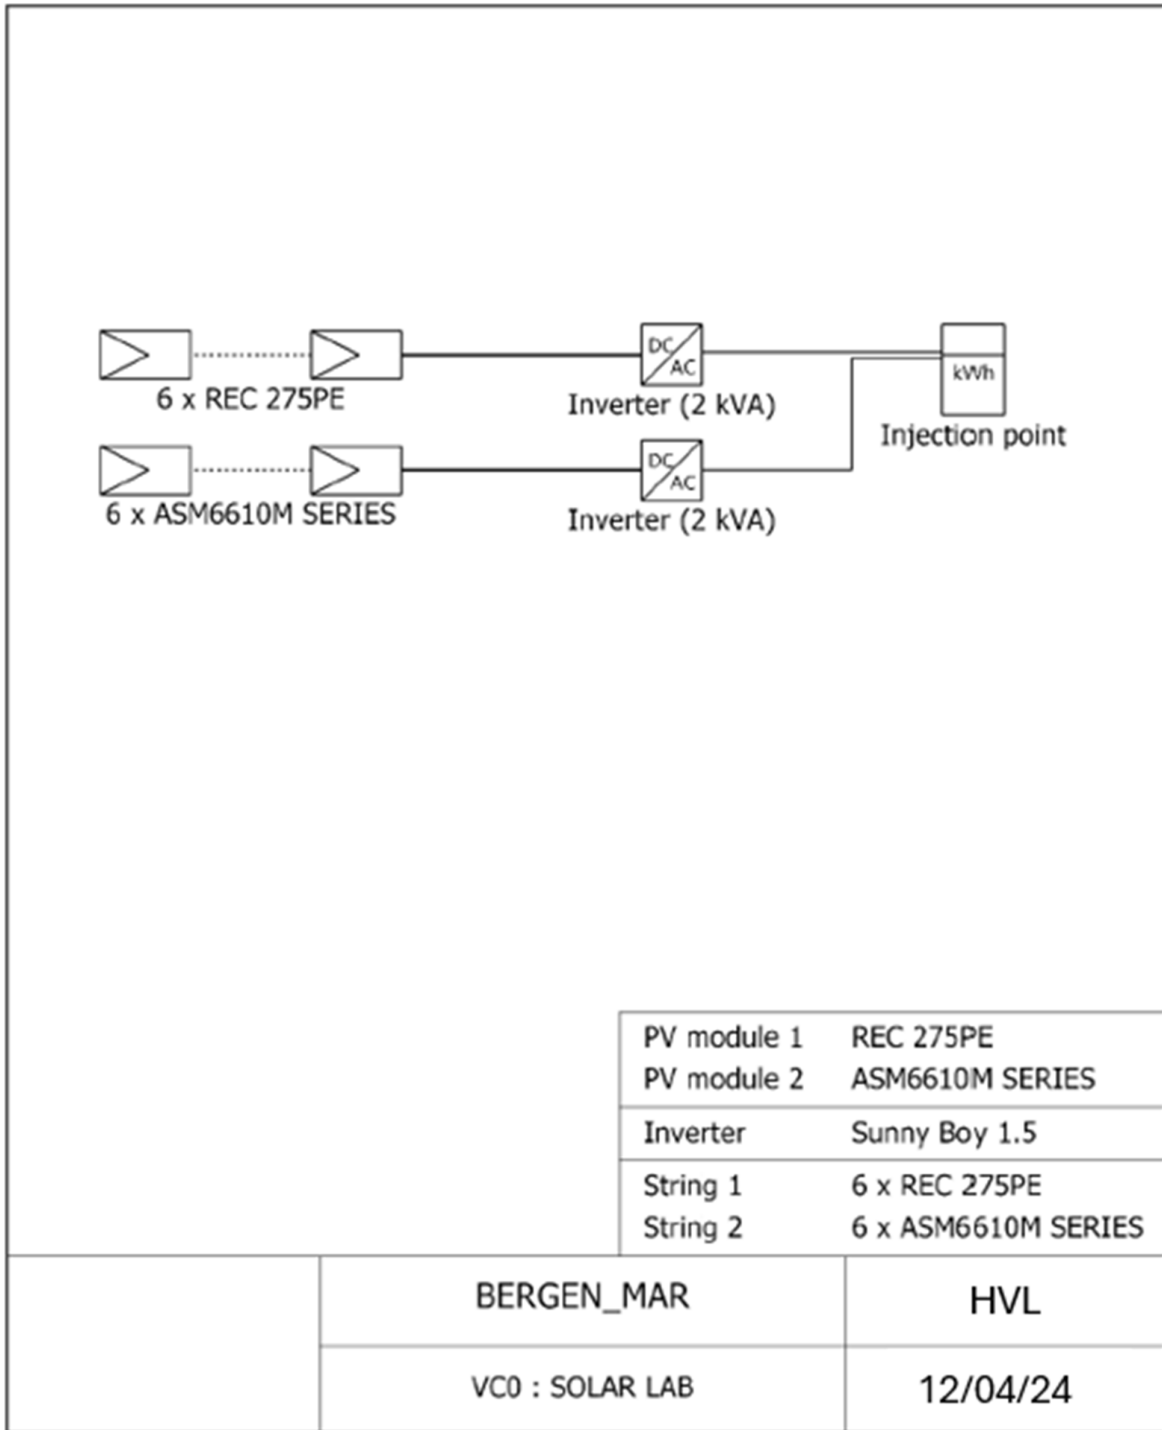 DC
AC
kWh
6 x REC 275PE
Inverter (2 kVA)
Injection point
DC
AC
6 x ASM6610M SERIES
Inverter (2 kVA)
PV module 1 REC 275PE
PV module 2 ASM6610M SERIES
Inverter Sunny Boy 1.5
String 1 6 x REC 275PE
String 2 6 x ASM6610M SERIES
BERGEN_MAR HVL
VC0 : SOLAR LAB 12/04/24